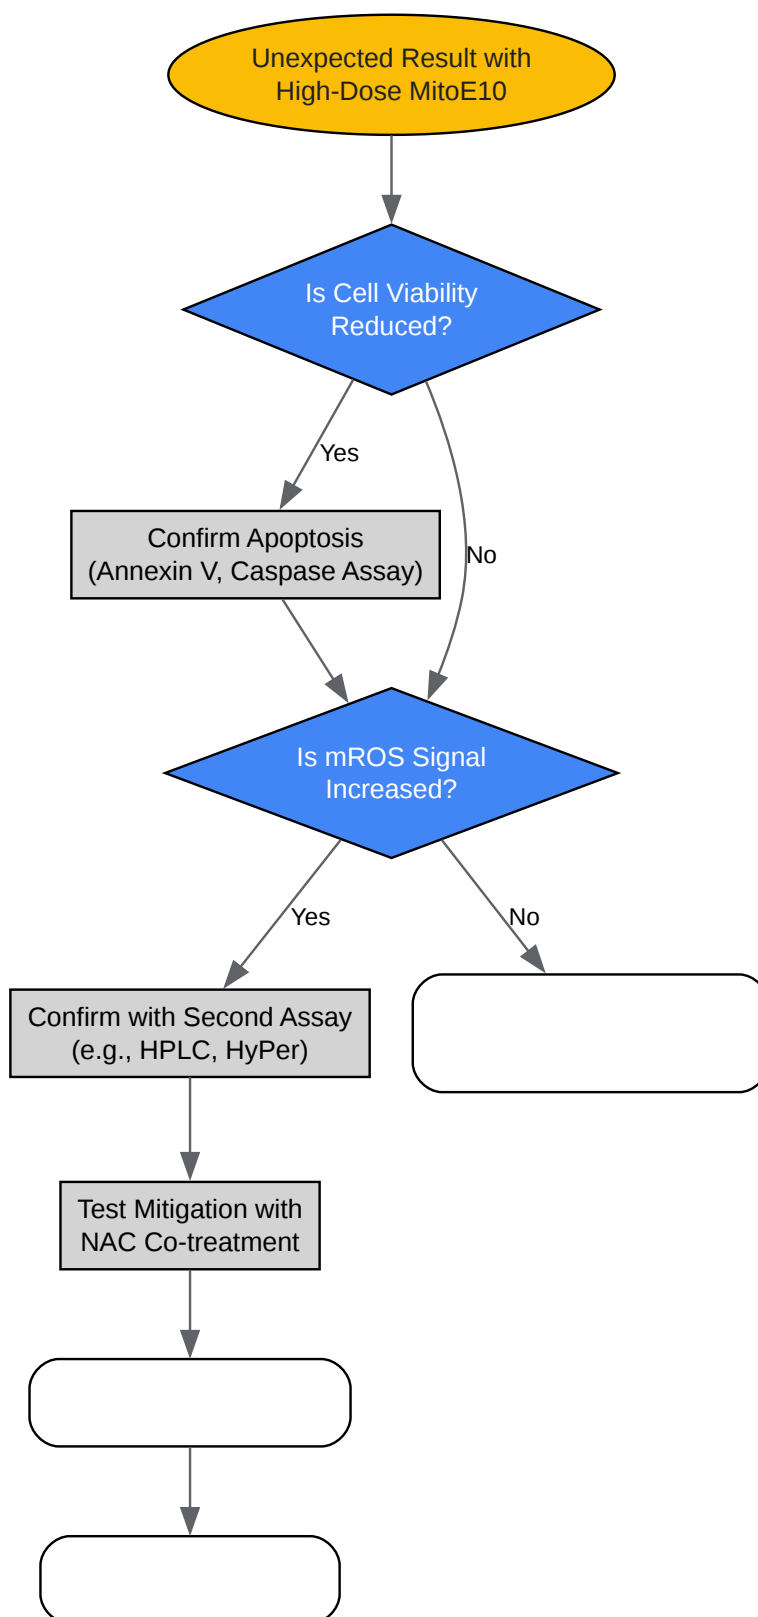 Unexpected Result with
High-Dose MitoE10
Is Cell Viability
Reduced?
Yes
No
Confirm Apoptosis
(Annexin V, Caspase Assay)
Is mROS Signal
Increased?
Yes
No
Confirm with Second Assay
(e.g., HPLC, HyPer)
Test Mitigation with
NAC Co-treatment